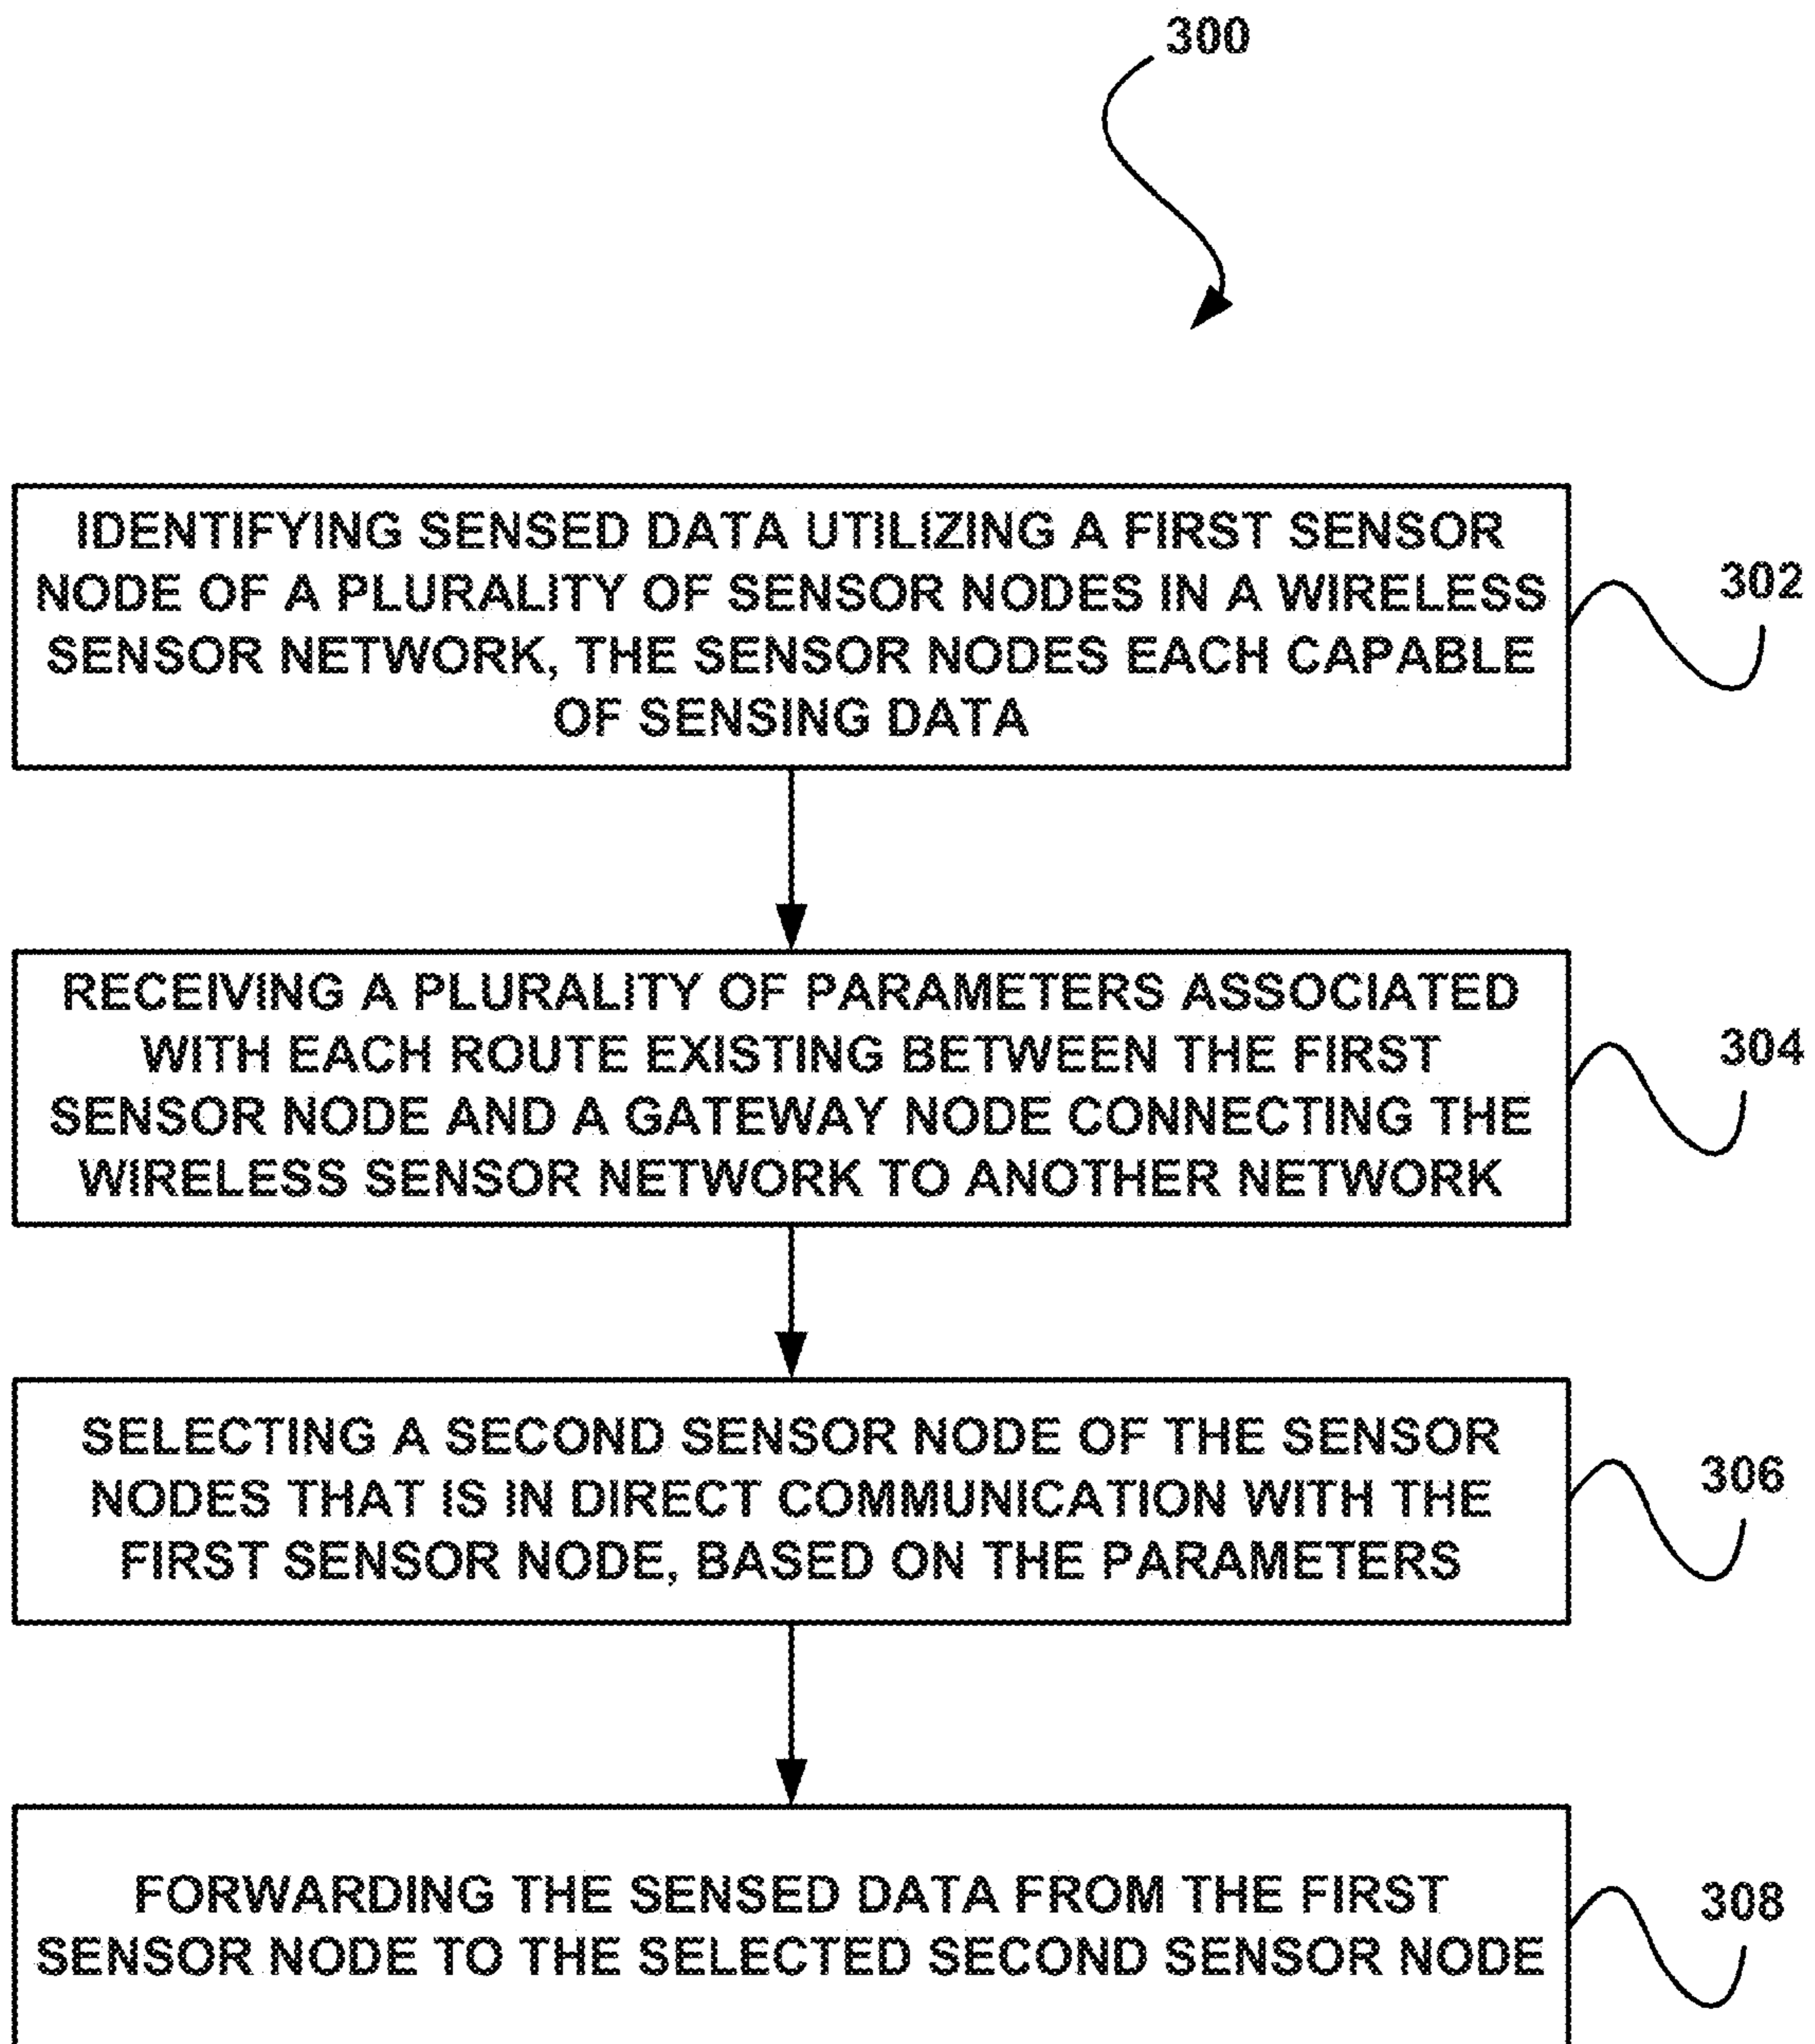 300
IDENTIFYING SENSED DATA UTILIZING A FIRST SENSOR
NODE OF A PLURALITY OF SENSOR NODES IN A WIRELESS
SENSOR NETWORK, THE SENSOR NODES EACH CAPABLE
OF SENSING DATA
302
RECEIVING A PLURALITY OF PARAMETERS ASSOCIATED
WITH EACH ROUTE EXISTING BETWEEN THE FIRST
SENSOR NODE AND A GATEWAY NODE CONNECTING THE
WIRELESS SENSOR NETWORK TO ANOTHER NETWORK
304
SELECTING A SECOND SENSOR NODE OF THE SENSOR
NODES THAT IS IN DIRECT COMMUNICATION WITH THE
FIRST SENSOR NODE, BASED ON THE PARAMETERS
306
FORWARDING THE SENSED DATA FROM THE FIRST
SENSOR NODE TO THE SELECTED SECOND SENSOR NODE
308